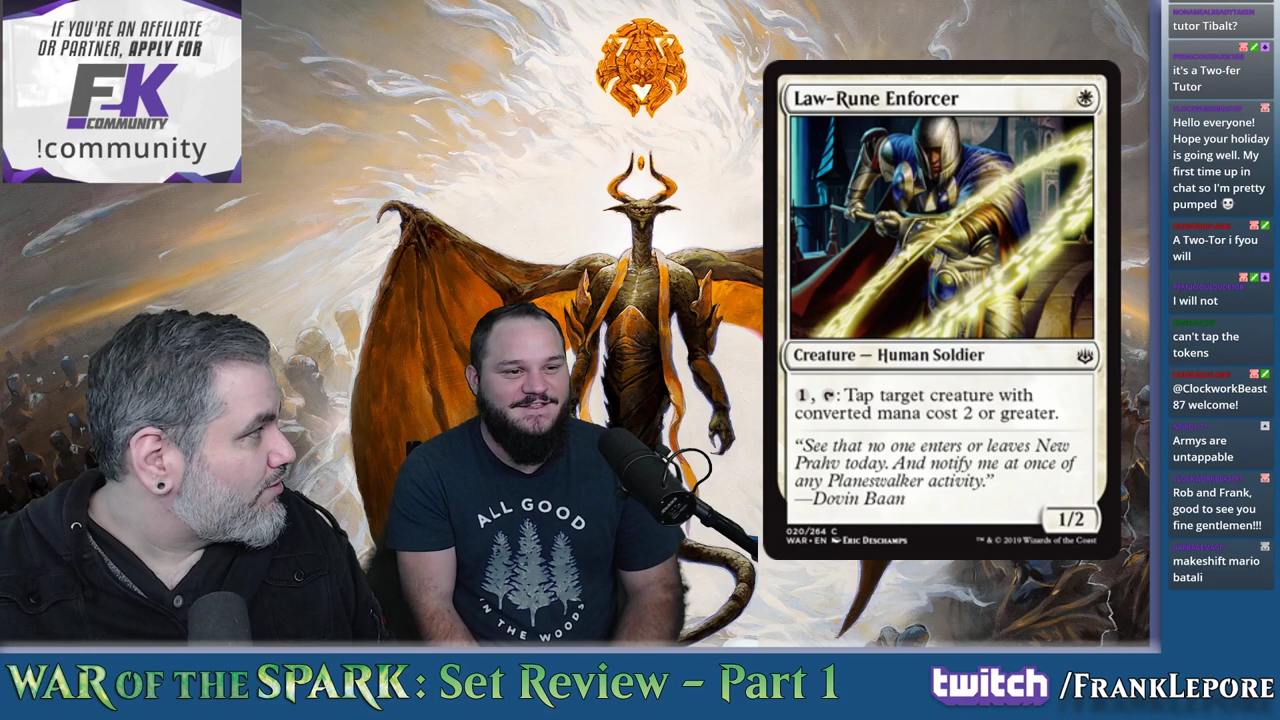 IF YOU'RE AN AFFILIATE
OR PARTNER, APPLY FOR
FK
COMMUNITY
!community
Law-Rune Enforcer
Creature — Human Soldier
1, : Tap target creature with
converted mana cost 2 or greater.
"See that no one enters or leaves New
Prahv today. And notify me at once of
any Planeswalker activity."
—Dovin Baan
1/2
020/264 C
WAR • EN ERIC DESCHAMPS
™ & © 2019 Wizards of the Coast
ALL GOOD
IN THE WOODS
tutor Tibalt?
it's a Two-fer
Tutor
Hello everyone!
Hope your holiday
is going well. My
first time up in
chat so I'm pretty
pumped
A Two-Tor i fyou
will
I will not
can't tap the
tokens
@ClockworkBeast
87 welcome!
Armys are
untappable
Rob and Frank,
good to see you
fine gentlemen!!!
makeshift mario
batali
WAR OF THE SPARK: Set Review - Part 1
twitch /FRANKLEPORE